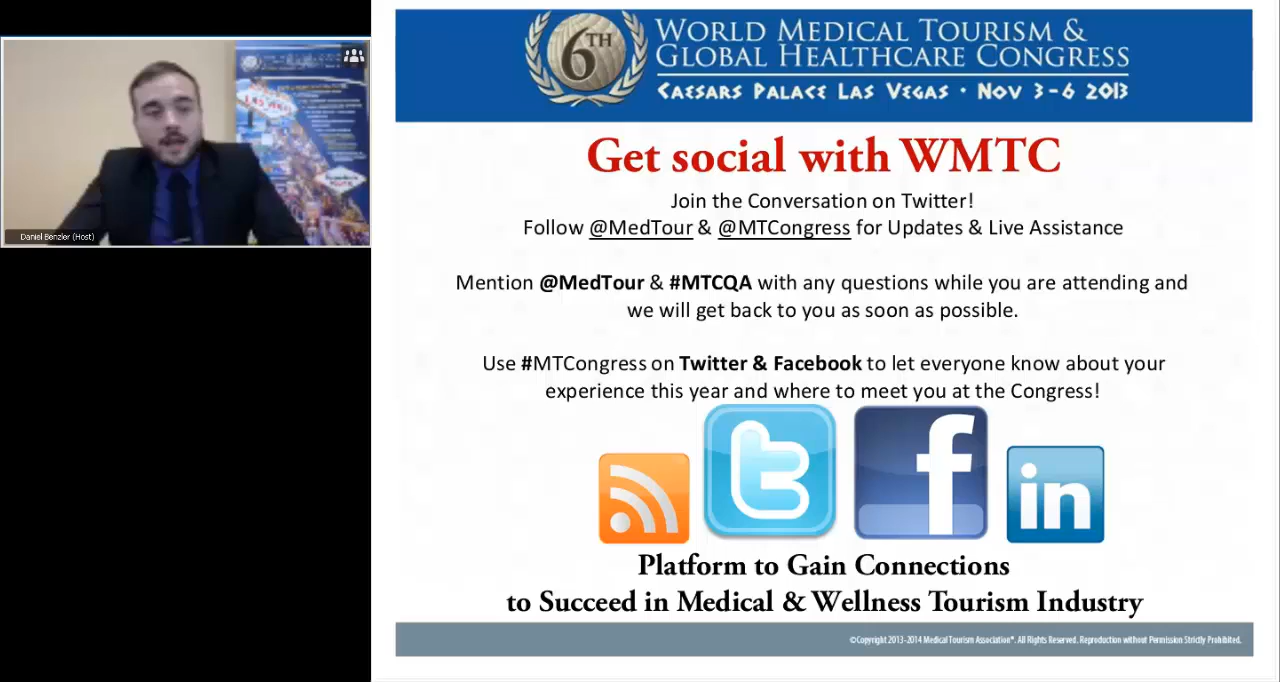 Daniel Benzler (Host)
6TH
WORLD MEDICAL TOURISM &
GLOBAL HEALTHCARE CONGRESS
CAESARS PALACE LAS VEGAS · NOV 3-6 2013
Get social with WMTC
Join the Conversation on Twitter!
Follow @MedTour & @MTCongress for Updates & Live Assistance
Mention @MedTour & #MTCQA with any questions while you are attending and
we will get back to you as soon as possible.
Use #MTCongress on Twitter & Facebook to let everyone know about your
experience this year and where to meet you at the Congress!
t
f
in
Platform to Gain Connections
to Succeed in Medical & Wellness Tourism Industry
©Copyright 2013-2014 Medical Tourism Association®. All Rights Reserved. Reproduction without Permission Strictly Prohibited.